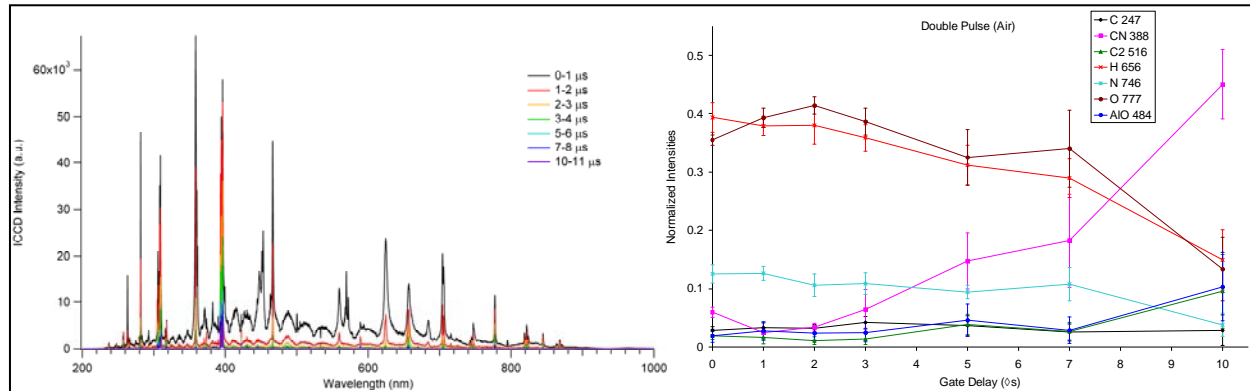 60x10³
50
40
30
20
10
0
ICCD Intensity (a.u.)
200
400
600
800
1000
Wavelength (nm)
0-1 µs
1-2 µs
2-3 µs
3-4 µs
5-6 µs
7-8 µs
10-11 µs
Double Pulse (Air)
C 247
CN 388
C2 516
H 656
N 746
O 777
AlO 484
0.5
0.4
0.3
0.2
0.1
0
Normalized Intensities
0
1
2
3
4
5
6
7
8
9
10
Gate Delay (◊s)